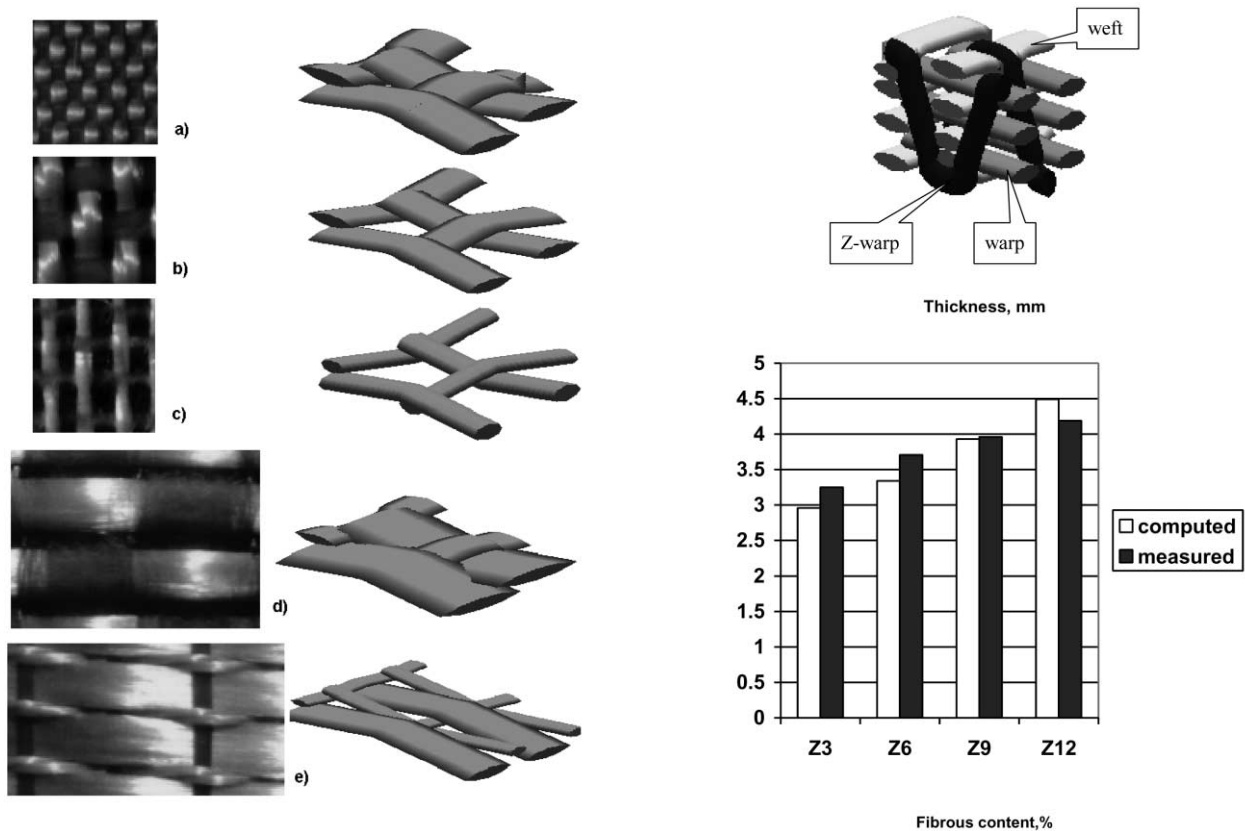 a)
b)
c)
d)
e)
weft
Z-warp
warp
Thickness, mm
5
4.5
4
3.5
3
2.5
2
1.5
1
0.5
0
Z3 Z6 Z9 Z12
computed
measured
Fibrous content,%